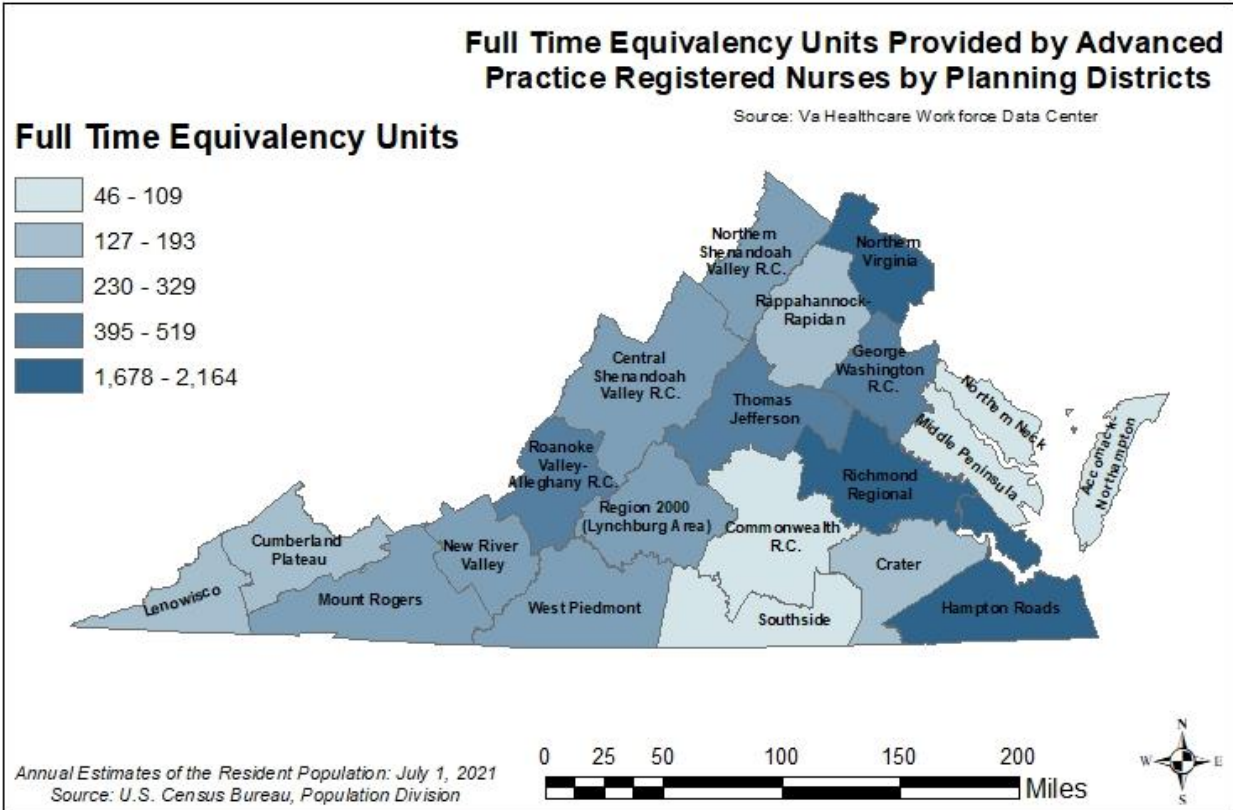 Full Time Equivalency Units Provided by Advanced
Practice Registered Nurses by Planning Districts
Source: Va Healthcare Workforce Data Center
Full Time Equivalency Units
46 - 109
127 - 193
230 - 329
395 - 519
1,678 - 2,164
Northern
Shenandoah
Valley R.C.
Northern
Virginia
Rappahannock-
Rapidan
Central
Shenandoah
Valley R.C.
George
Washington
R.C.
Thomas
Jefferson
Northern Neck
Middle Peninsula
Accomack-
Northampton
Roanoke
Valley-
Alleghany R.C.
Richmond
Regional
Region 2000
(Lynchburg Area)
Commonwealth
R.C.
Cumberland
Plateau
New River
Valley
Crater
Lenowisco
Mount Rogers
West Piedmont
Southside
Hampton Roads
Annual Estimates of the Resident Population: July 1, 2021
Source: U.S. Census Bureau, Population Division
0 25 50 100 150 200
Miles
N
W E
S